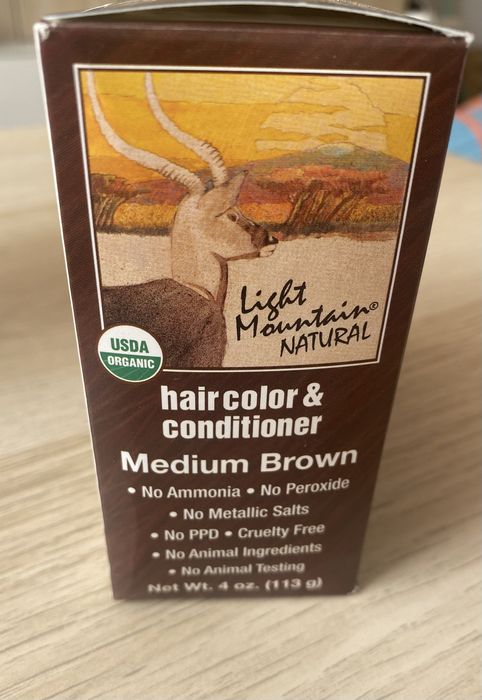 Light
Mountain®
NATURAL
USDA
ORGANIC
hair color &
conditioner
Medium Brown
• No Ammonia • No Peroxide
• No Metallic Salts
• No PPD • Cruelty Free
• No Animal Ingredients
• No Animal Testing
Net Wt. 4 oz. (113 g)